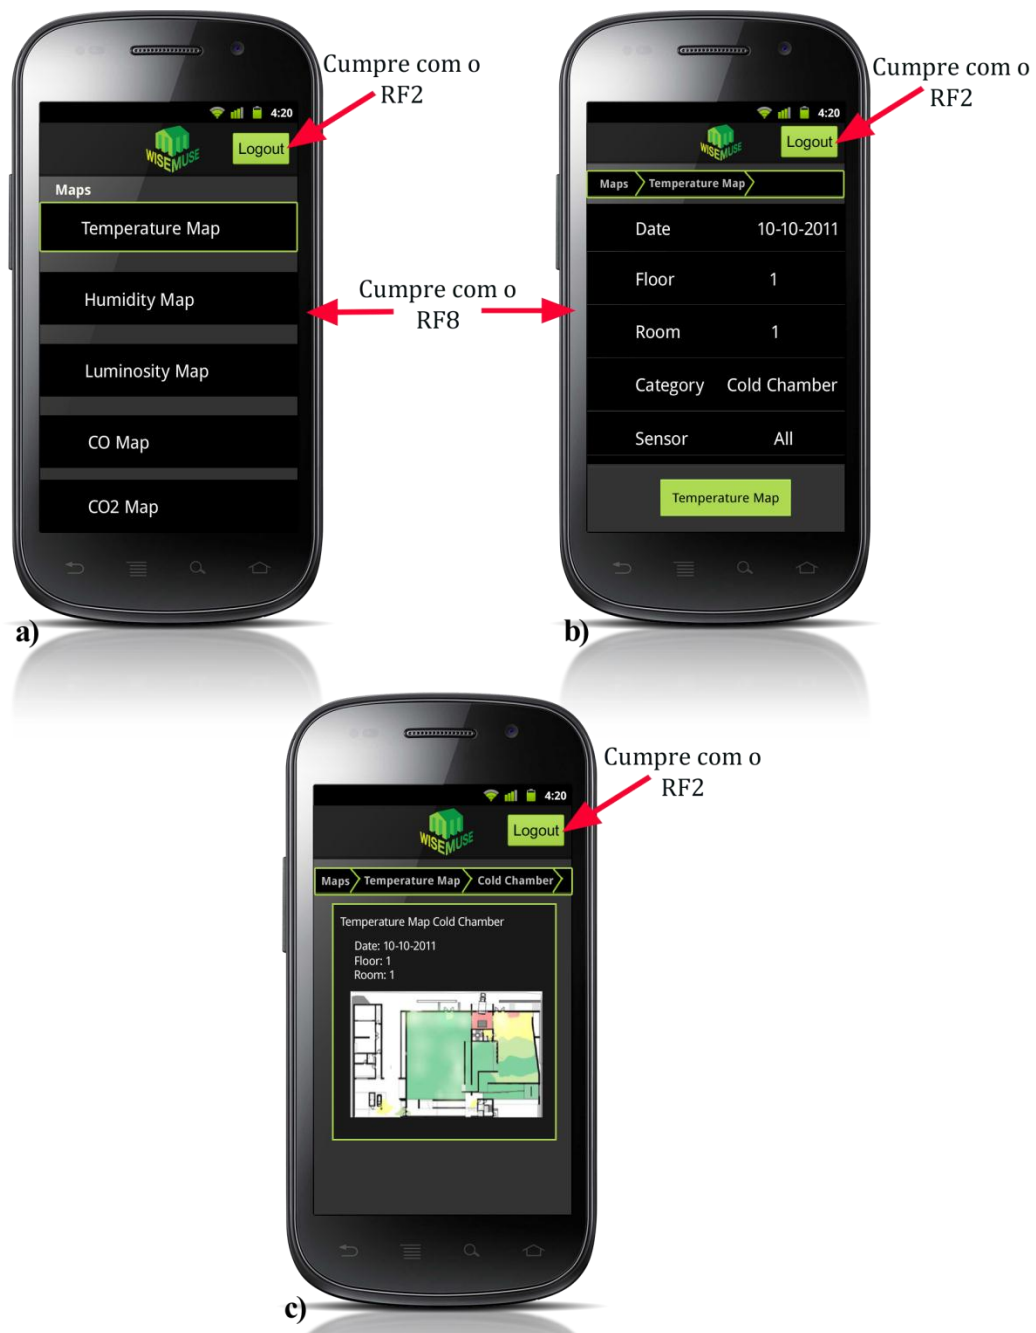 4:20
WISEMUSE
Logout
Maps
Temperature Map
Humidity Map
Luminosity Map
CO Map
CO2 Map
a)
Cumpre com o
RF2
Cumpre com o
RF8
4:20
WISEMUSE
Logout
Maps Temperature Map
Date 10-10-2011
Floor 1
Room 1
Category Cold Chamber
Sensor All
Temperature Map
b)
Cumpre com o
RF2
4:20
WISEMUSE
Logout
Maps Temperature Map Cold Chamber
Temperature Map Cold Chamber
Date: 10-10-2011
Floor: 1
Room: 1
c)
Cumpre com o
RF2